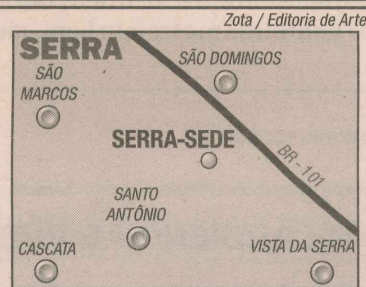 Zota / Editoria de Arte
SERRA
SÃO
MARCOS
SÃO DOMINGOS
SERRA-SEDE
BR - 101
SANTO
ANTÔNIO
CASCATA
VISTA DA SERRA